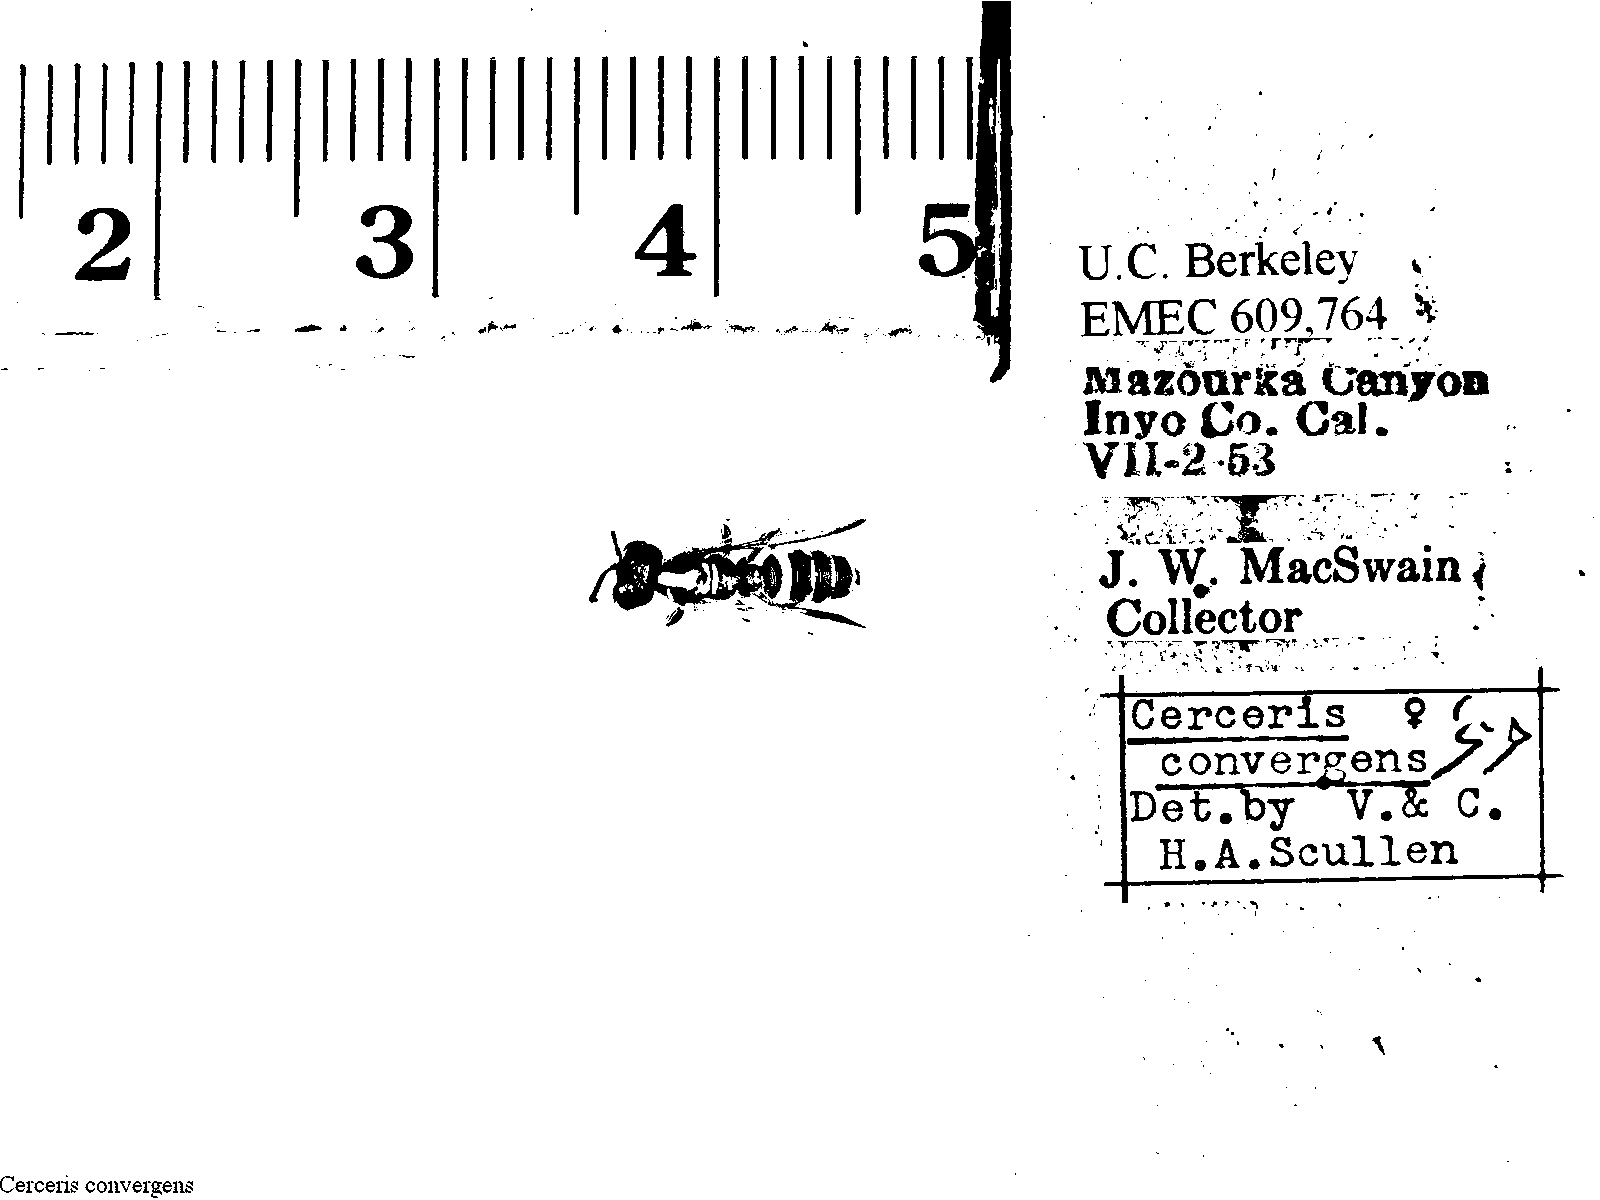 2 3 4 5
U.C. Berkeley
EMEC 609,764
Mazourka Canyon
Inyo Co. Cal.
VII-2-53
J. W. MacSwain
Collector
Cerceris ♀
convergens
Det.by V.& C.
H.A.Scullen
Cerceris convergens